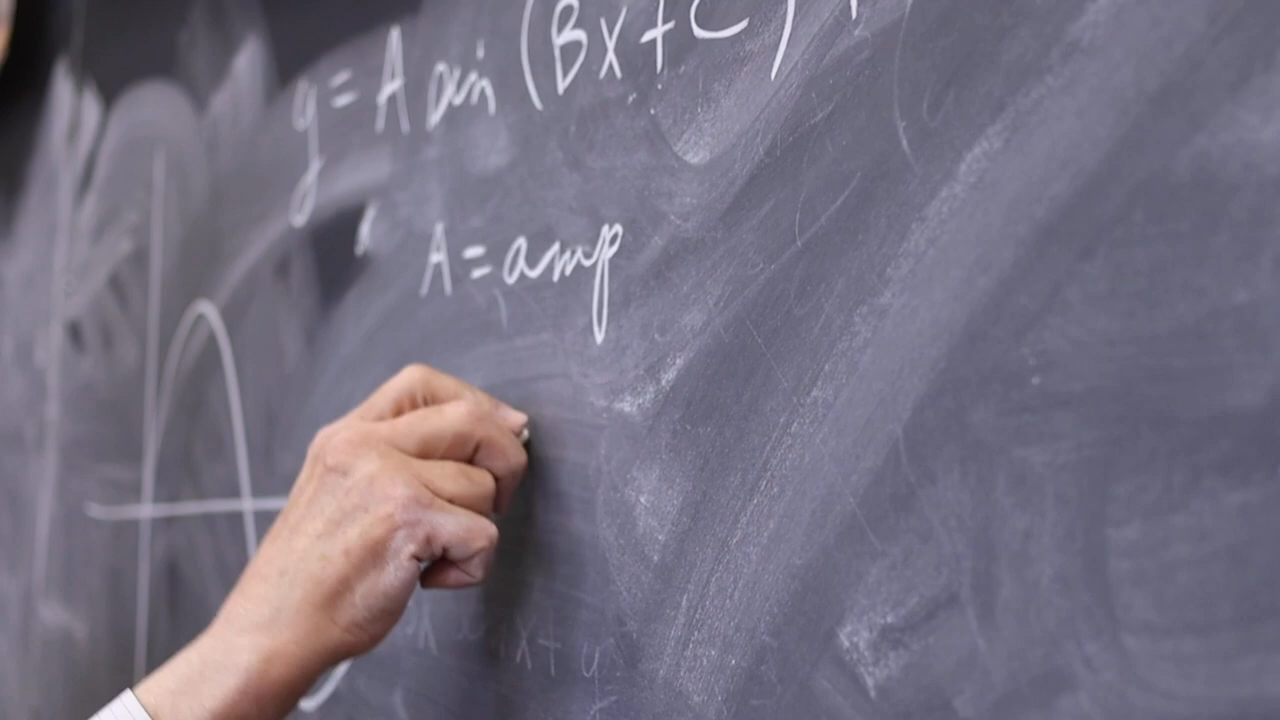 y = A sin (Bx + C) +
A = amp